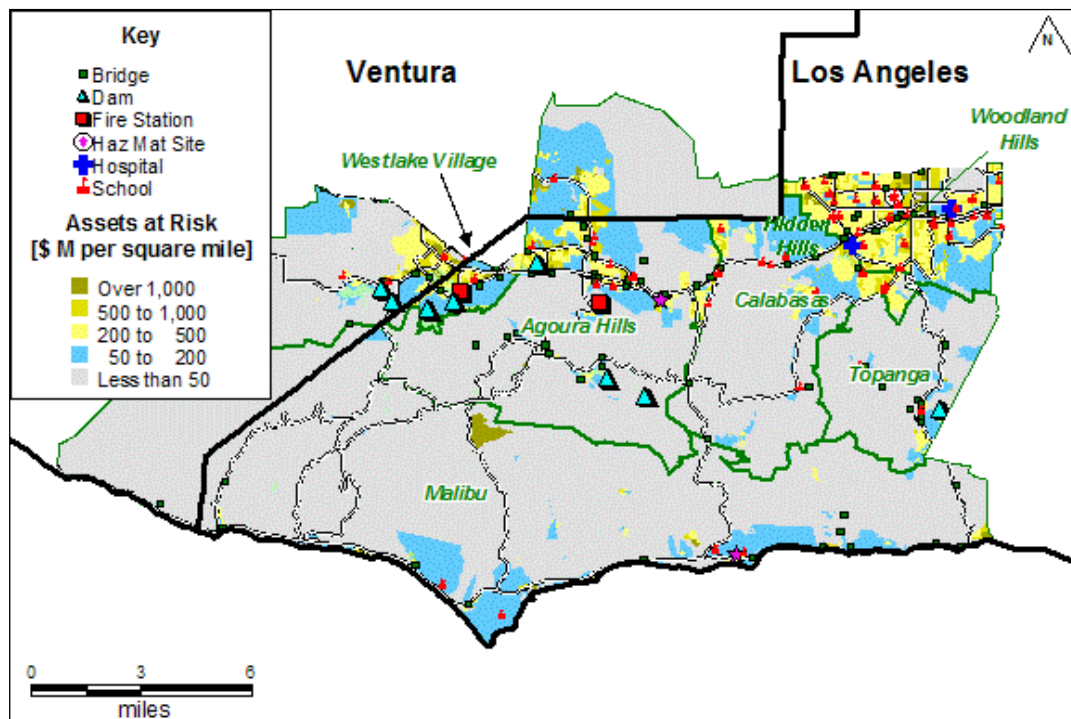 Key
Bridge
Dam
Fire Station
Haz Mat Site
Hospital
School
Assets at Risk
[$ M per square mile]
Over 1,000
500 to 1,000
200 to 500
50 to 200
Less than 50
Ventura
Los Angeles
N
Woodland
Hills
Westlake Village
Hidden
Hills
Calabasas
Agoura Hills
Topanga
Malibu
0 3 6
miles